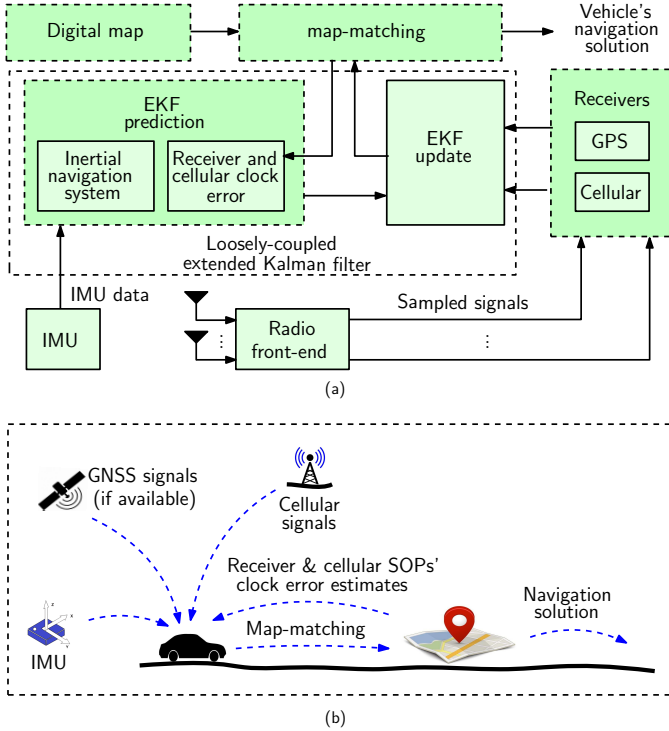 Digital map
map-matching
Vehicle's
navigation
solution
EKF
prediction
Inertial
navigation
system
Receiver and
cellular clock
error
EKF
update
Receivers
GPS
Cellular
Loosely-coupled
extended Kalman filter
IMU data
IMU
Radio
front-end
Sampled signals
(a)
GNSS signals
(if available)
Cellular
signals
Receiver & cellular SOPs'
clock error estimates
Map-matching
Navigation
solution
z
x
IMU
(b)